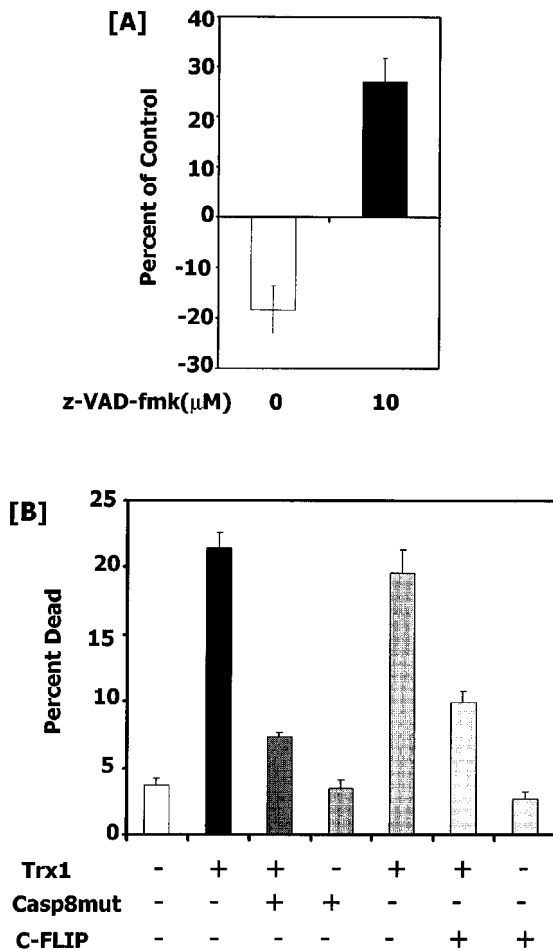 [A]
40
30
20
10
0
-10
-20
-30
Percent of Control
z-VAD-fmk(μM) 0 10
[B]
25
20
15
10
5
0
Percent Dead
Trx1 - + + - + + -
Casp8mut - - + + - - -
C-FLIP - - - - - + +